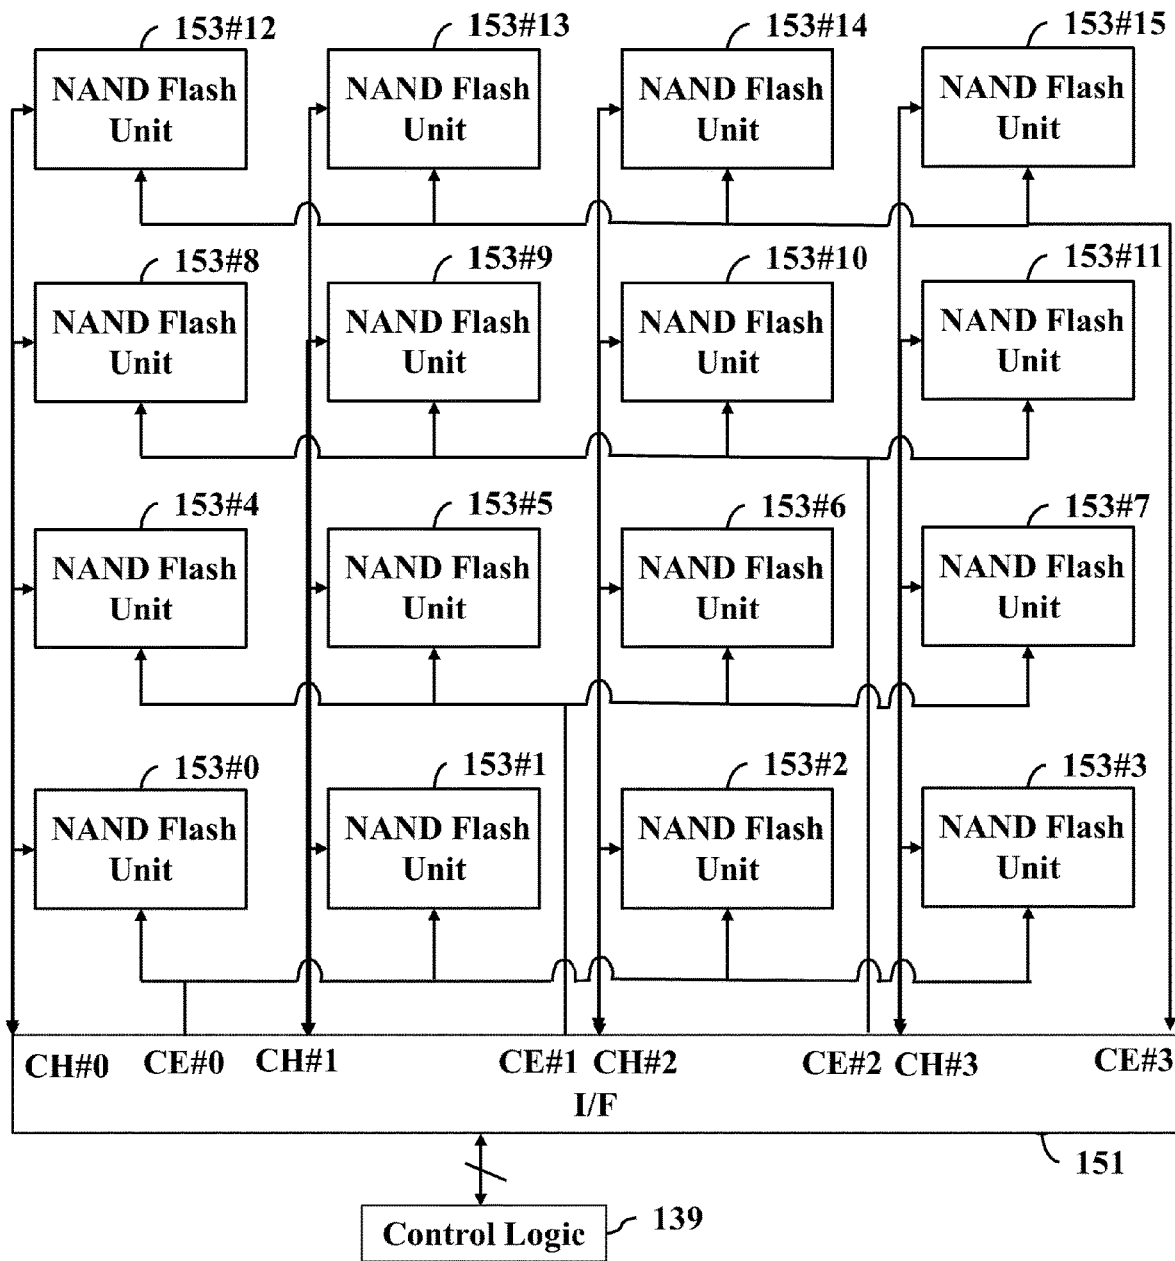 153#12 153#13 153#14 153#15
NAND Flash Unit NAND Flash Unit NAND Flash Unit NAND Flash Unit
153#8 153#9 153#10 153#11
NAND Flash Unit NAND Flash Unit NAND Flash Unit NAND Flash Unit
153#4 153#5 153#6 153#7
NAND Flash Unit NAND Flash Unit NAND Flash Unit NAND Flash Unit
153#0 153#1 153#2 153#3
NAND Flash Unit NAND Flash Unit NAND Flash Unit NAND Flash Unit
CH#0 CE#0 CH#1 CE#1 CH#2 CE#2 CH#3 CE#3
I/F
151
Control Logic 139